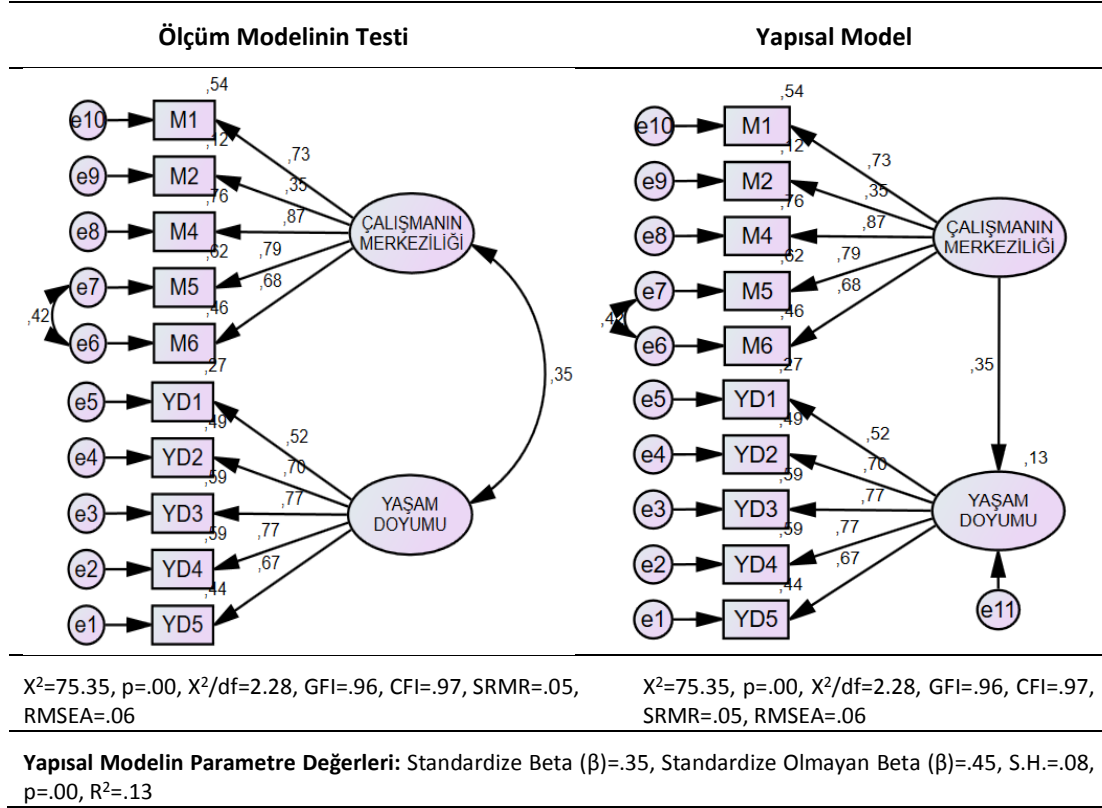 Ölçüm Modelinin Testi
Yapısal Model
,54
e10
M1
,12
,73
e9
M2
,35
,76
e8
M4
,87
ÇALIŞMANIN
MERKEZİLİĞİ
,62
,79
e7
M5
,68
,46
,42
e6
M6
,27
,35
e5
YD1
,49
,52
e4
YD2
,70
,59
e3
YD3
,77
YAŞAM
DOYUMU
,59
,77
e2
YD4
,67
,44
e1
YD5
,54
e10
M1
,12
,73
e9
M2
,35
,76
e8
M4
,87
ÇALIŞMANIN
MERKEZİLİĞİ
,62
,79
e7
M5
,68
,46
,42
e6
M6
,27
,35
e5
YD1
,49
,52
e4
YD2
,70
,13
,59
e3
YD3
,77
YAŞAM
DOYUMU
,59
,77
e2
YD4
,67
,44
e1
YD5
e11
X²=75.35, p=.00, X²/df=2.28, GFI=.96, CFI=.97, SRMR=.05,
RMSEA=.06
X²=75.35, p=.00, X²/df=2.28, GFI=.96, CFI=.97,
SRMR=.05, RMSEA=.06
Yapısal Modelin Parametre Değerleri: Standardize Beta (β)=.35, Standardize Olmayan Beta (β)=.45, S.H.=.08,
p=.00, R²=.13